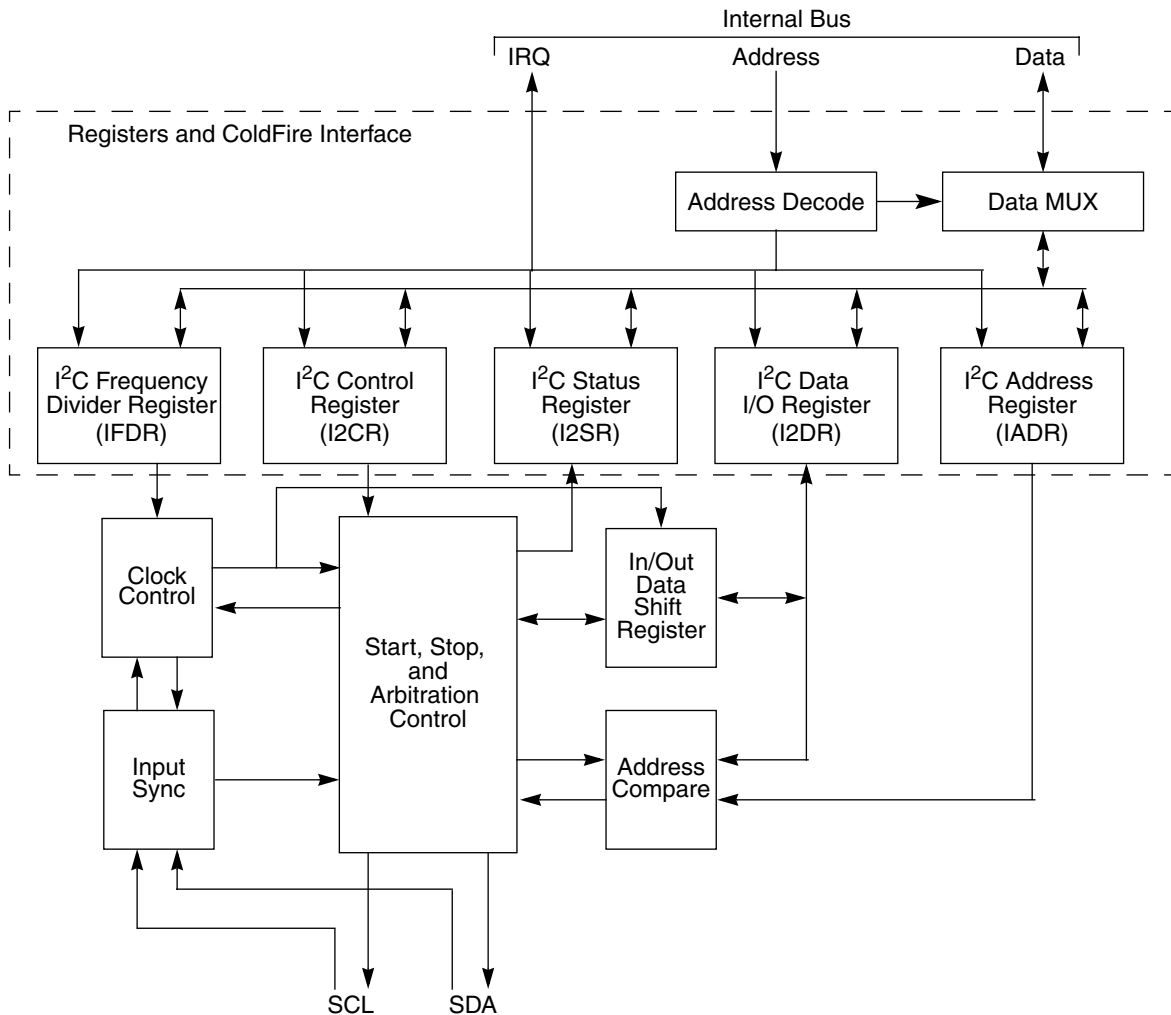 Internal Bus
IRQ
Address
Data
Registers and ColdFire Interface
Address Decode
Data MUX
I²C Frequency
Divider Register
(IFDR)
I²C Control
Register
(I2CR)
I²C Status
Register
(I2SR)
I²C Data
I/O Register
(I2DR)
I²C Address
Register
(IADR)
Clock
Control
Start, Stop,
and
Arbitration
Control
In/Out
Data
Shift
Register
Input
Sync
Address
Compare
SCL
SDA